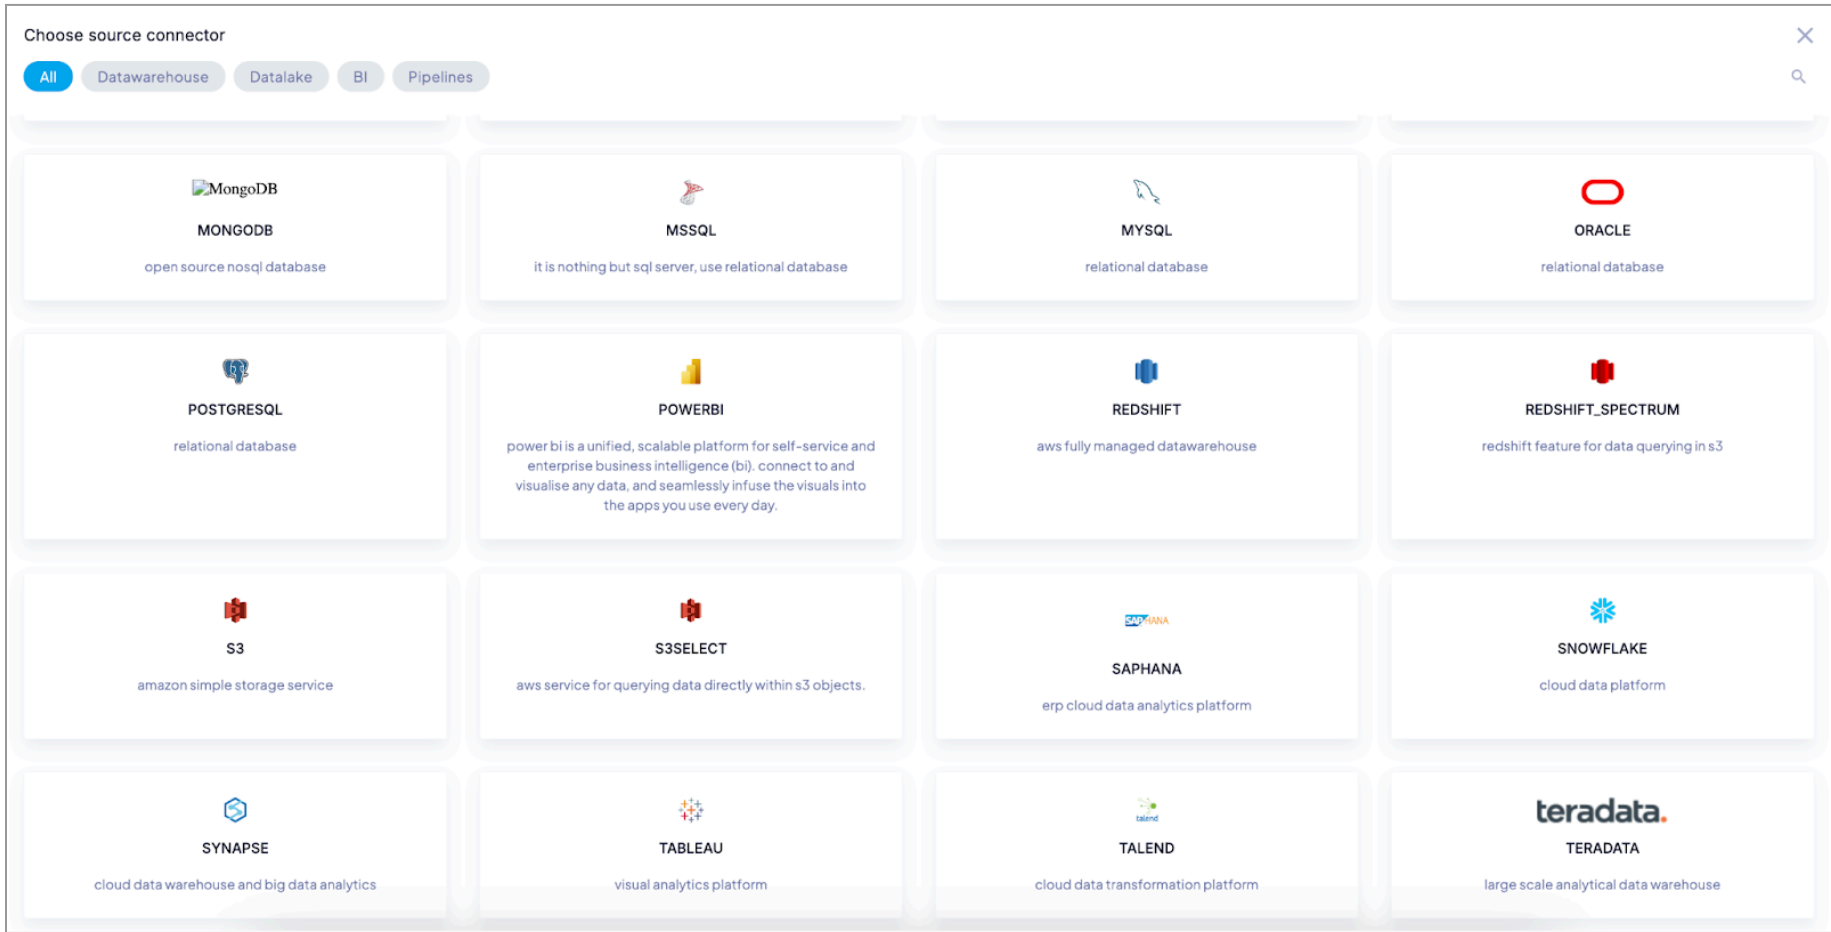 Choose source connector
All Datawarehouse Datalake BI Pipelines
MongoDB
MONGODB
open source nosql database
MSSQL
it is nothing but sql server, use relational database
MYSQL
relational database
ORACLE
relational database
POSTGRESQL
relational database
POWERBI
power bi is a unified, scalable platform for self-service and
enterprise business intelligence (bi). connect to and
visualise any data, and seamlessly infuse the visuals into
the apps you use every day.
REDSHIFT
aws fully managed datawarehouse
REDSHIFT_SPECTRUM
redshift feature for data querying in s3
S3
amazon simple storage service
S3SELECT
aws service for querying data directly within s3 objects.
SAP HANA
SAPHANA
erp cloud data analytics platform
SNOWFLAKE
cloud data platform
SYNAPSE
cloud data warehouse and big data analytics
TABLEAU
visual analytics platform
talend
TALEND
cloud data transformation platform
teradata.
TERADATA
large scale analytical data warehouse